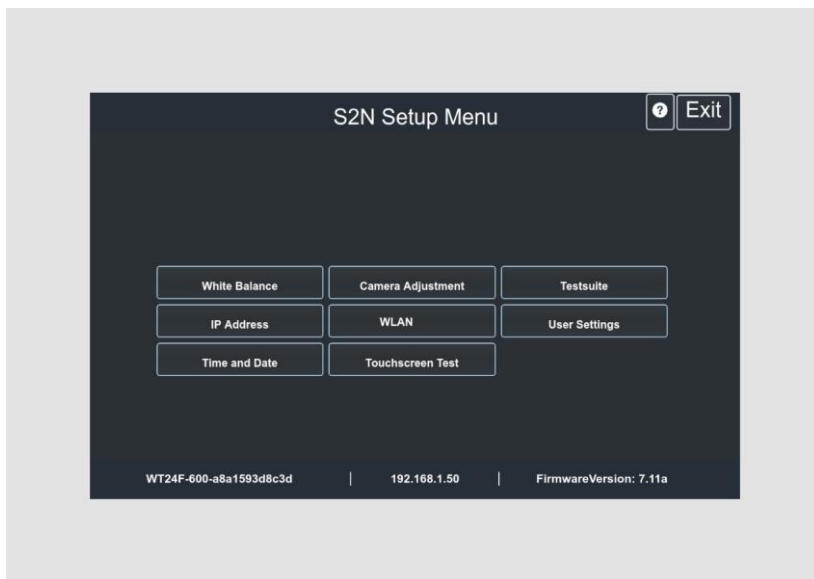 S2N Setup Menu
? Exit
White Balance Camera Adjustment Testsuite
IP Address WLAN User Settings
Time and Date Touchscreen Test
WT24F-600-a8a1593d8c3d | 192.168.1.50 | FirmwareVersion: 7.11a